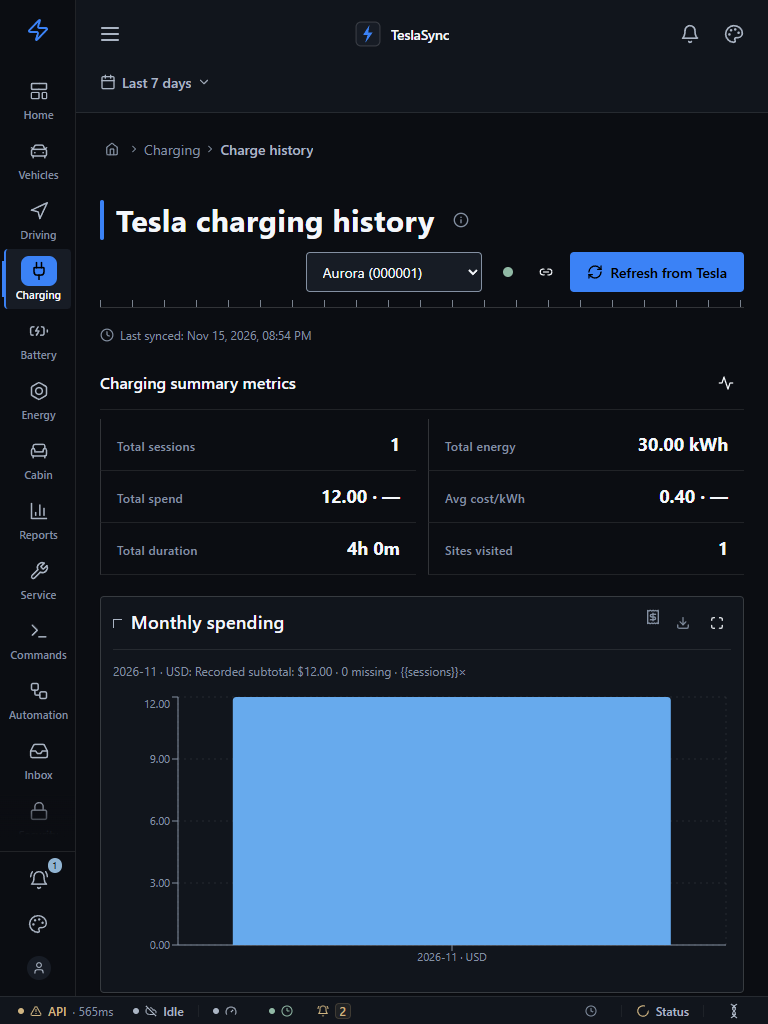 TeslaSync
Last 7 days
Home
Vehicles
Driving
Charging
Battery
Energy
Cabin
Reports
Service
Commands
Automation
Inbox
1
Charging
Charge history
Tesla charging history
Aurora (000001)
Refresh from Tesla
Last synced: Nov 15, 2026, 08:54 PM
Charging summary metrics
Total sessions 1
Total energy 30.00 kWh
Total spend 12.00 · —
Avg cost/kWh 0.40 · —
Total duration 4h 0m
Sites visited 1
Monthly spending
2026-11 · USD: Recorded subtotal: $12.00 · 0 missing · {{sessions}}×
12.00
9.00
6.00
3.00
0.00
2026-11 · USD
API · 565ms
Idle
2
Status